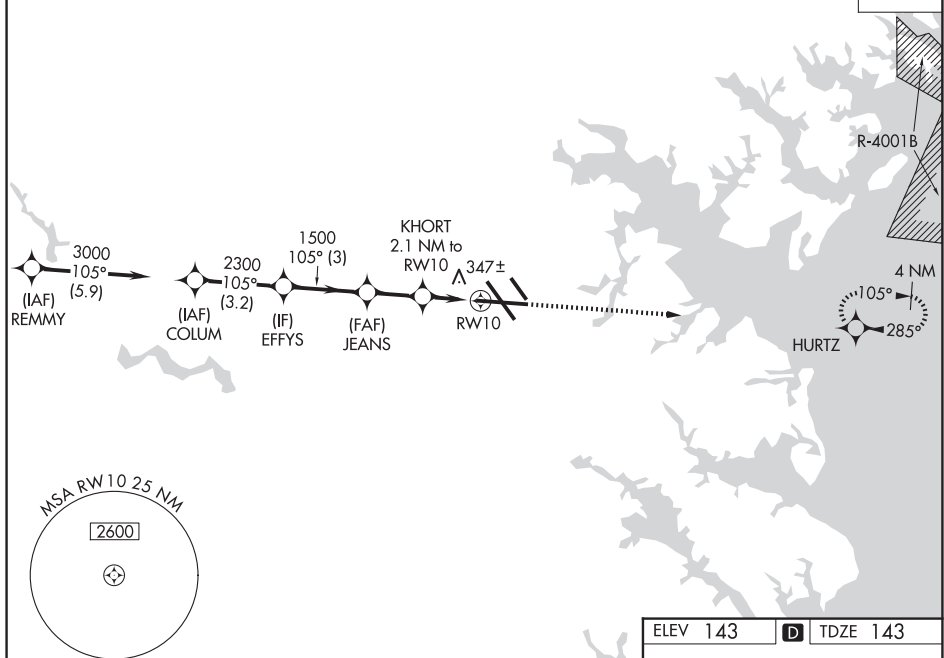 R-4001B
KHORT
2.1 NM to
RW10
347±
1500
105° (3)
3000
105°
(5.9)
2300
105°
(3.2)
(IAF)
REMMY
(IAF)
COLUM
(IF)
EFFYS
(FAF)
JEANS
RW10
4 NM
105°
285°
HURTZ
MSA RW10 25 NM
2600
ELEV 143 D TDZE 143